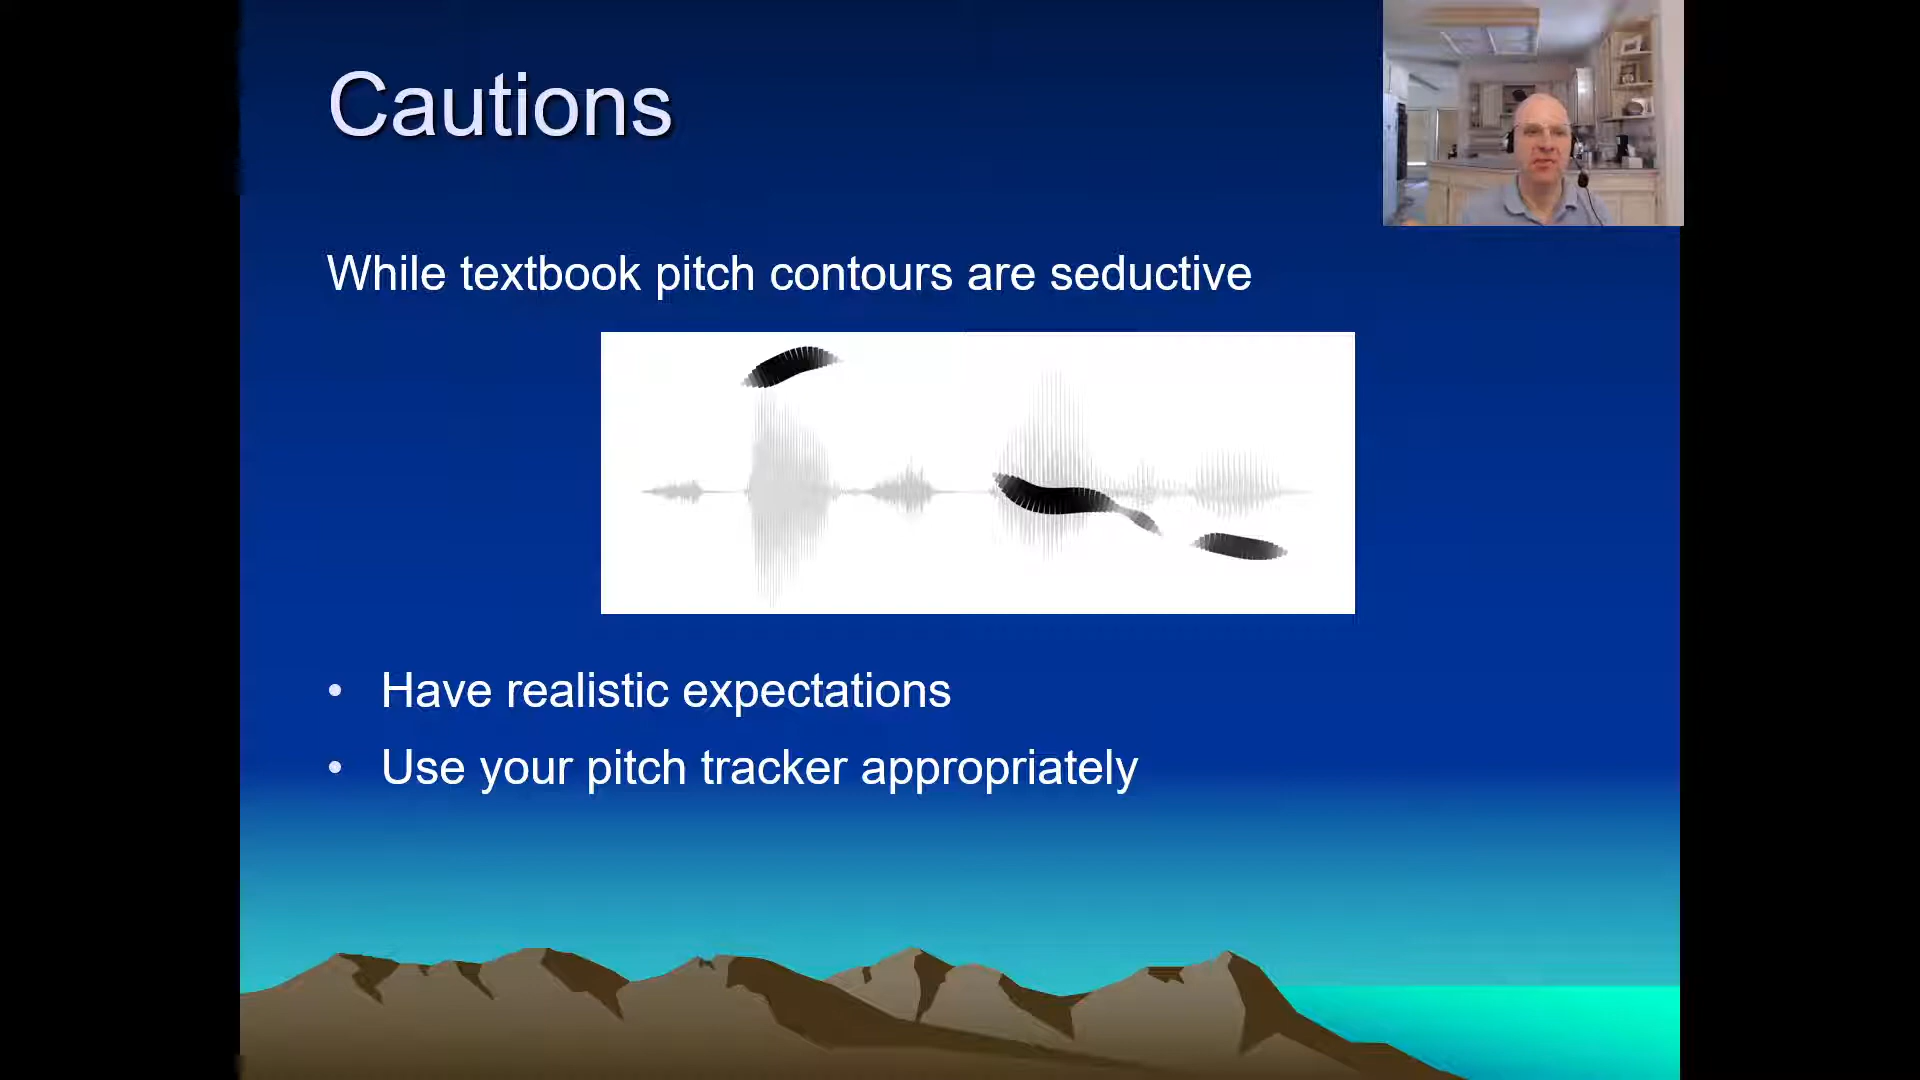 Cautions
While textbook pitch contours are seductive
• Have realistic expectations
• Use your pitch tracker appropriately